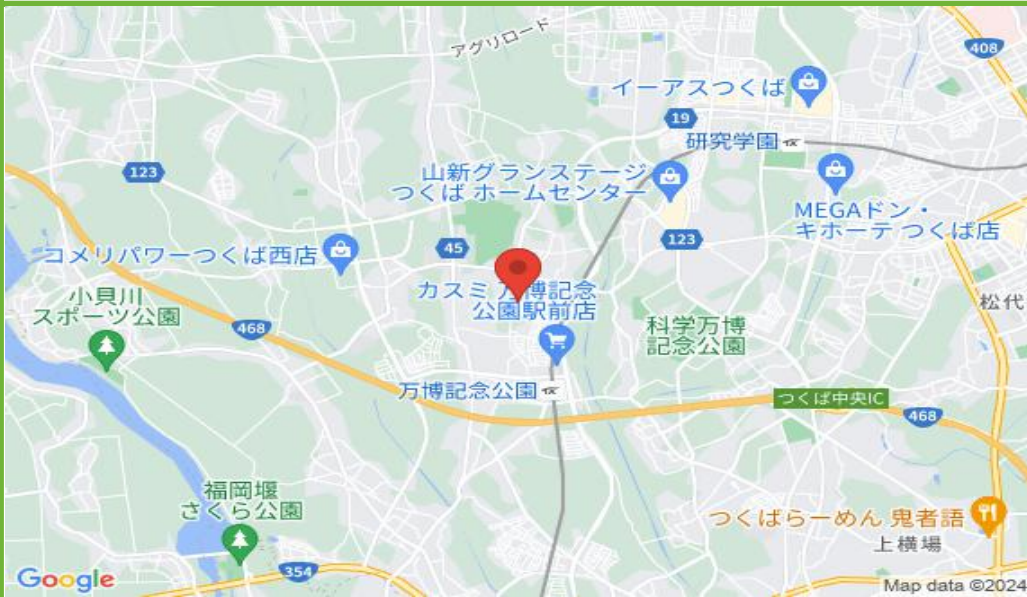 アグリロード
408
イーアスつくば
19
研究学園
123
山新グランステージ
つくば ホームセンター
MEGAドン・
キホーテ つくば店
123
45
コメリパワーつくば西店
カスミ 万博記念
公園駅前店
小貝川
スポーツ公園
松代
468
科学万博
記念公園
万博記念公園
つくば中央IC
468
福岡堰
さくら公園
つくばらーめん 鬼者語
上横場
354
Google
Map data ©2024